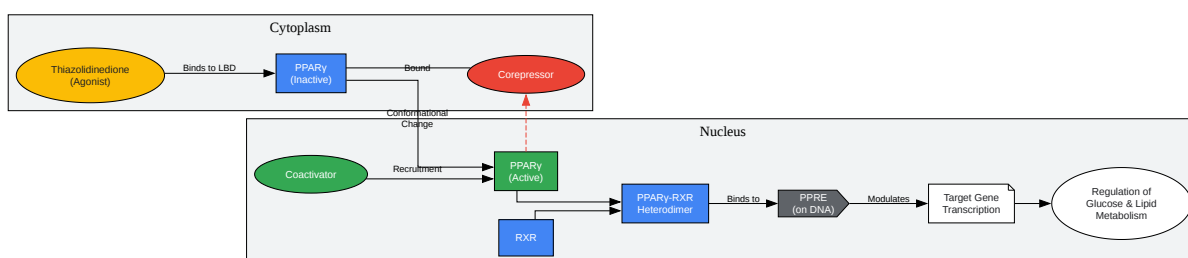 Cytoplasm
Thiazolidinedione
(Agonist)
Binds to LBD
PPARγ
(Inactive)
Bound
Corepressor
Conformational
Change
Nucleus
Coactivator
Recruitment
PPARγ
(Active)
RXR
PPARγ-RXR
Heterodimer
Binds to
PPRE
(on DNA)
Modulates
Target Gene
Transcription
Regulation of
Glucose & Lipid
Metabolism